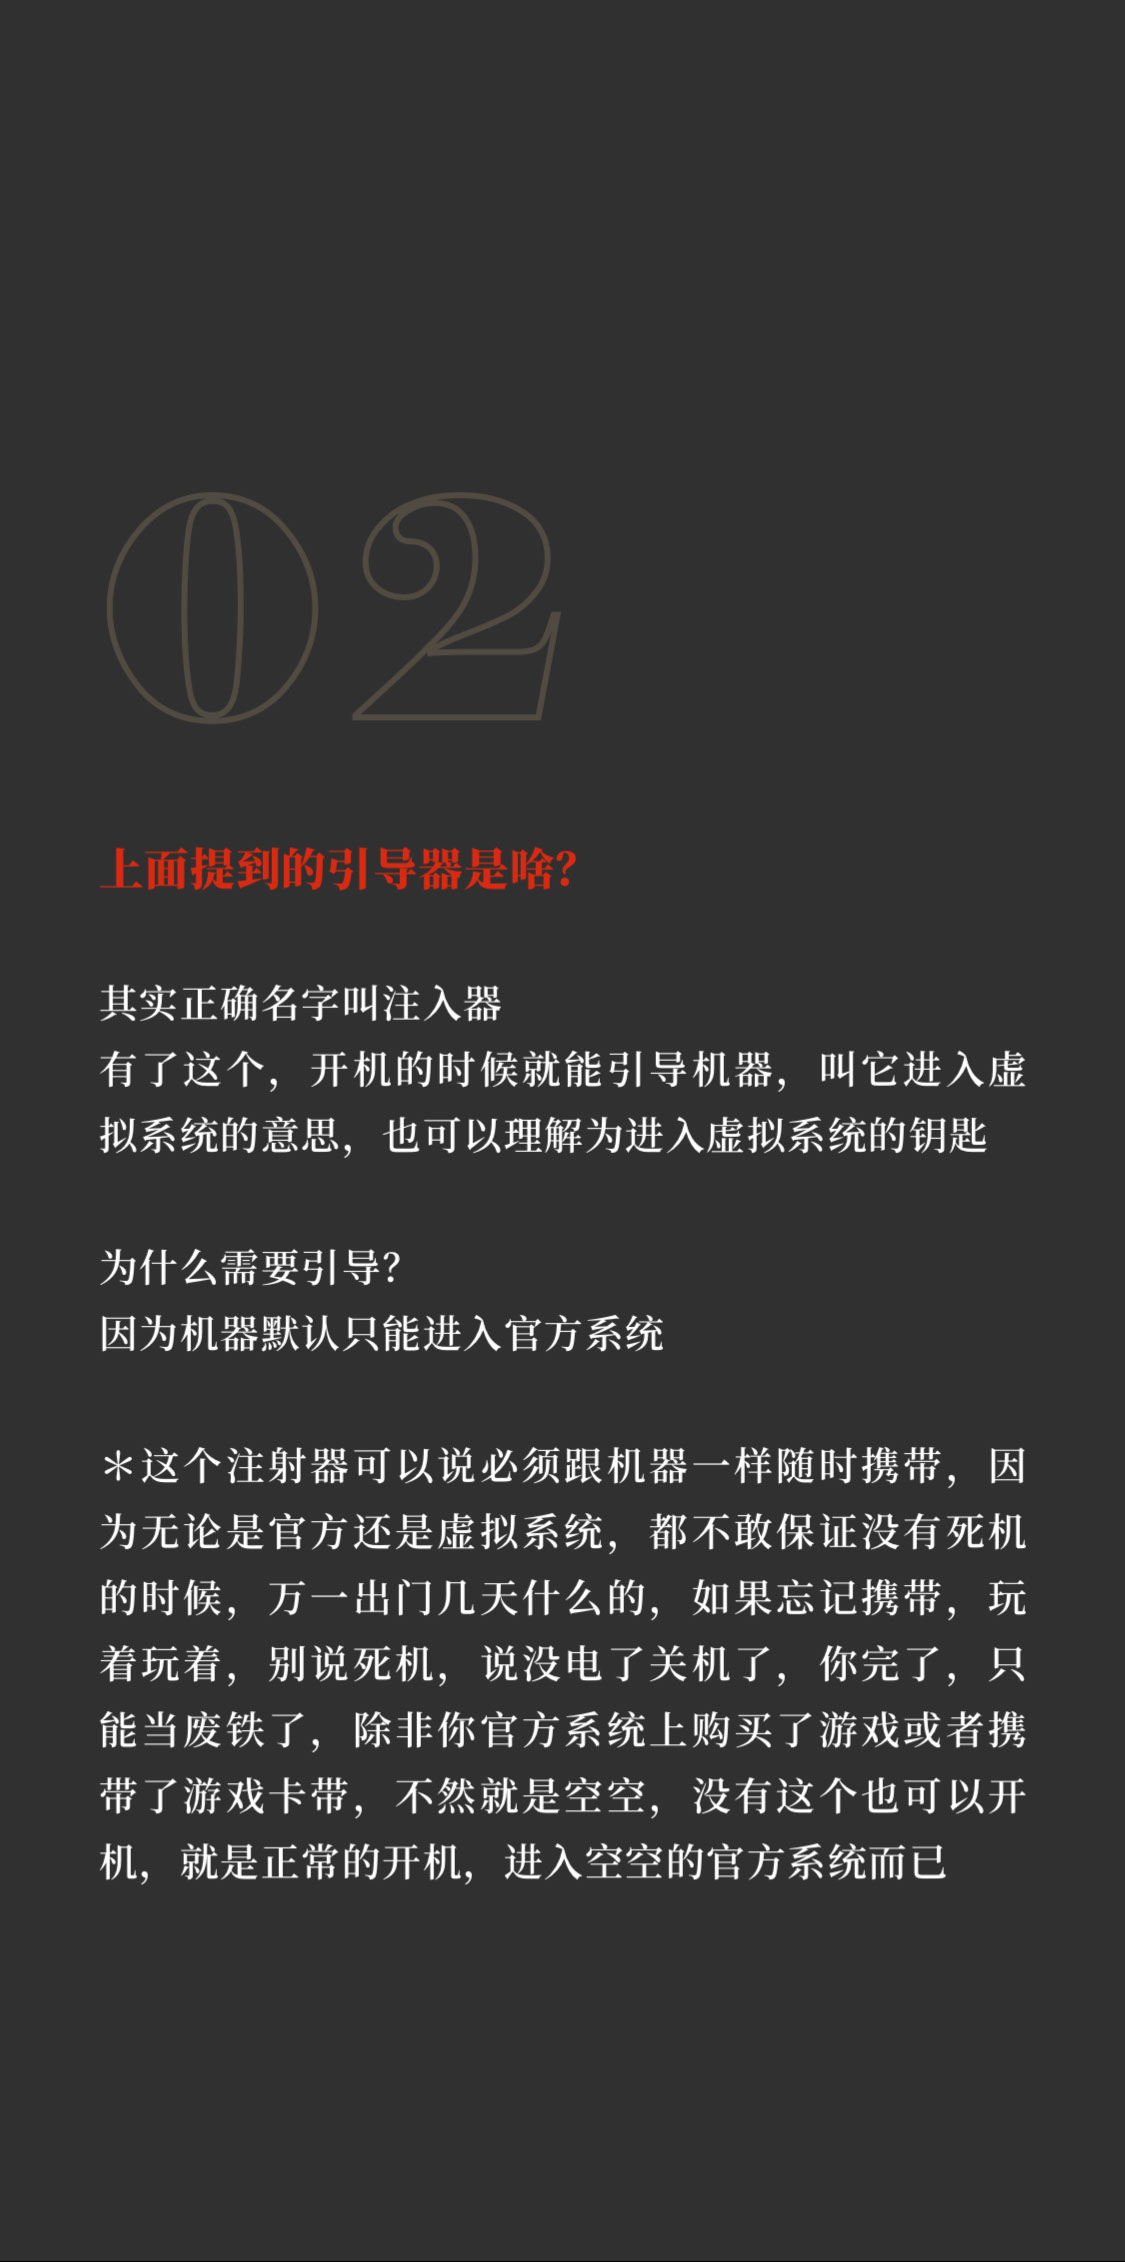 02
上面提到的引导器是啥？
其实正确名字叫注入器
有了这个，开机的时候就能引导机器，叫它进入虚
拟系统的意思，也可以理解为进入虚拟系统的钥匙
为什么需要引导？
因为机器默认只能进入官方系统
＊这个注射器可以说必须跟机器一样随时携带，因
为无论是官方还是虚拟系统，都不敢保证没有死机
的时候，万一出门几天什么的，如果忘记携带，玩
着玩着，别说死机，说没电了关机了，你完了，只
能当废铁了，除非你官方系统上购买了游戏或者携
带了游戏卡带，不然就是空空，没有这个也可以开
机，就是正常的开机，进入空空的官方系统而已